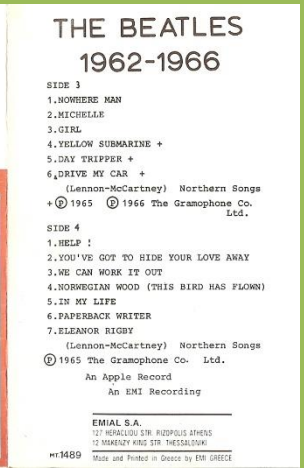 THE BEATLES
1962-1966
SIDE 3
1.NOWHERE MAN
2.MICHELLE
3.GIRL
4.YELLOW SUBMARINE +
5.DAY TRIPPER +
6.DRIVE MY CAR +
(Lennon-McCartney) Northern Songs
+ Ⓟ 1965 Ⓟ 1966 The Gramophone Co.
Ltd.
SIDE 4
1.HELP !
2.YOU'VE GOT TO HIDE YOUR LOVE AWAY
3.WE CAN WORK IT OUT
4.NORWEGIAN WOOD (THIS BIRD HAS FLOWN)
5.IN MY LIFE
6.PAPERBACK WRITER
7.ELEANOR RIGBY
(Lennon-McCartney) Northern Songs
Ⓟ 1965 The Gramophone Co. Ltd.
An Apple Record
An EMI Recording
EMIAL S.A.
127 HERACLIOU STR. RIZOPOLIS ATHENS
12 MAKENZY KING STR. THESSALONIKI
MT.1489 Made and Printed in Greece by EMI GREECE